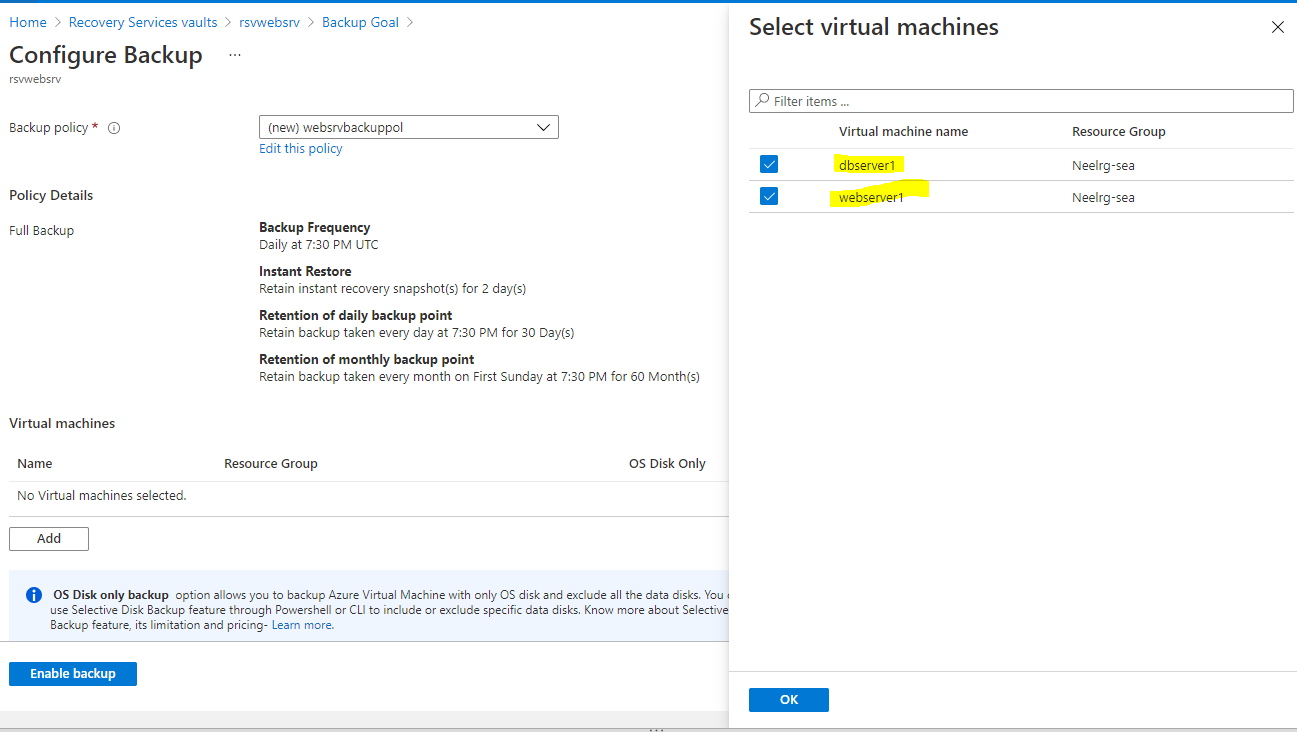 Home > Recovery Services vaults > rsvwebsrv > Backup Goal >
Configure Backup ...
rsvwebsrv
Backup policy *
(new) websrvbackuppol
Edit this policy
Policy Details
Full Backup
Backup Frequency
Daily at 7:30 PM UTC
Instant Restore
Retain instant recovery snapshot(s) for 2 day(s)
Retention of daily backup point
Retain backup taken every day at 7:30 PM for 30 Day(s)
Retention of monthly backup point
Retain backup taken every month on First Sunday at 7:30 PM for 60 Month(s)
Virtual machines
Name Resource Group OS Disk Only
No Virtual machines selected.
Add
OS Disk only backup option allows you to backup Azure Virtual Machine with only OS disk and exclude all the data disks. You
use Selective Disk Backup feature through Powershell or CLI to include or exclude specific data disks. Know more about Selective
Backup feature, its limitation and pricing- Learn more.
Enable backup
Select virtual machines
Filter items ...
Virtual machine name Resource Group
dbserver1 Neelrg-sea
webserver1 Neelrg-sea
OK